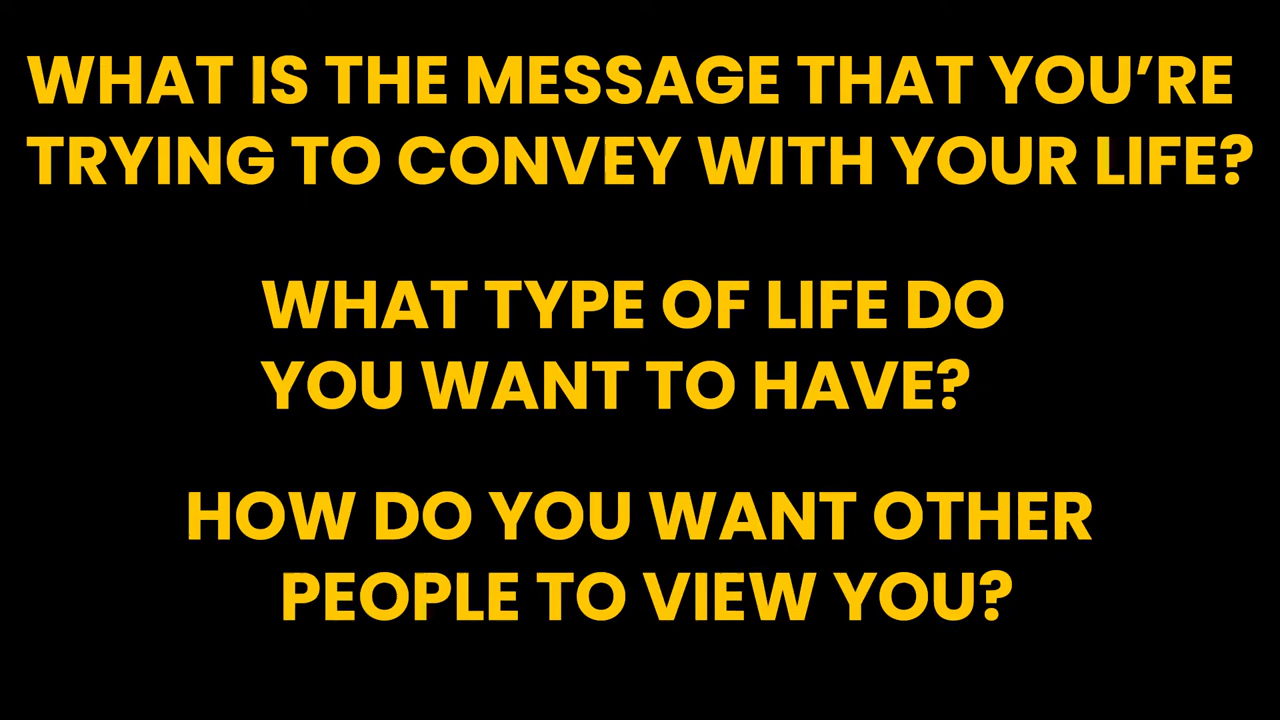 WHAT IS THE MESSAGE THAT YOU’RE
TRYING TO CONVEY WITH YOUR LIFE?
WHAT TYPE OF LIFE DO
YOU WANT TO HAVE?
HOW DO YOU WANT OTHER
PEOPLE TO VIEW YOU?